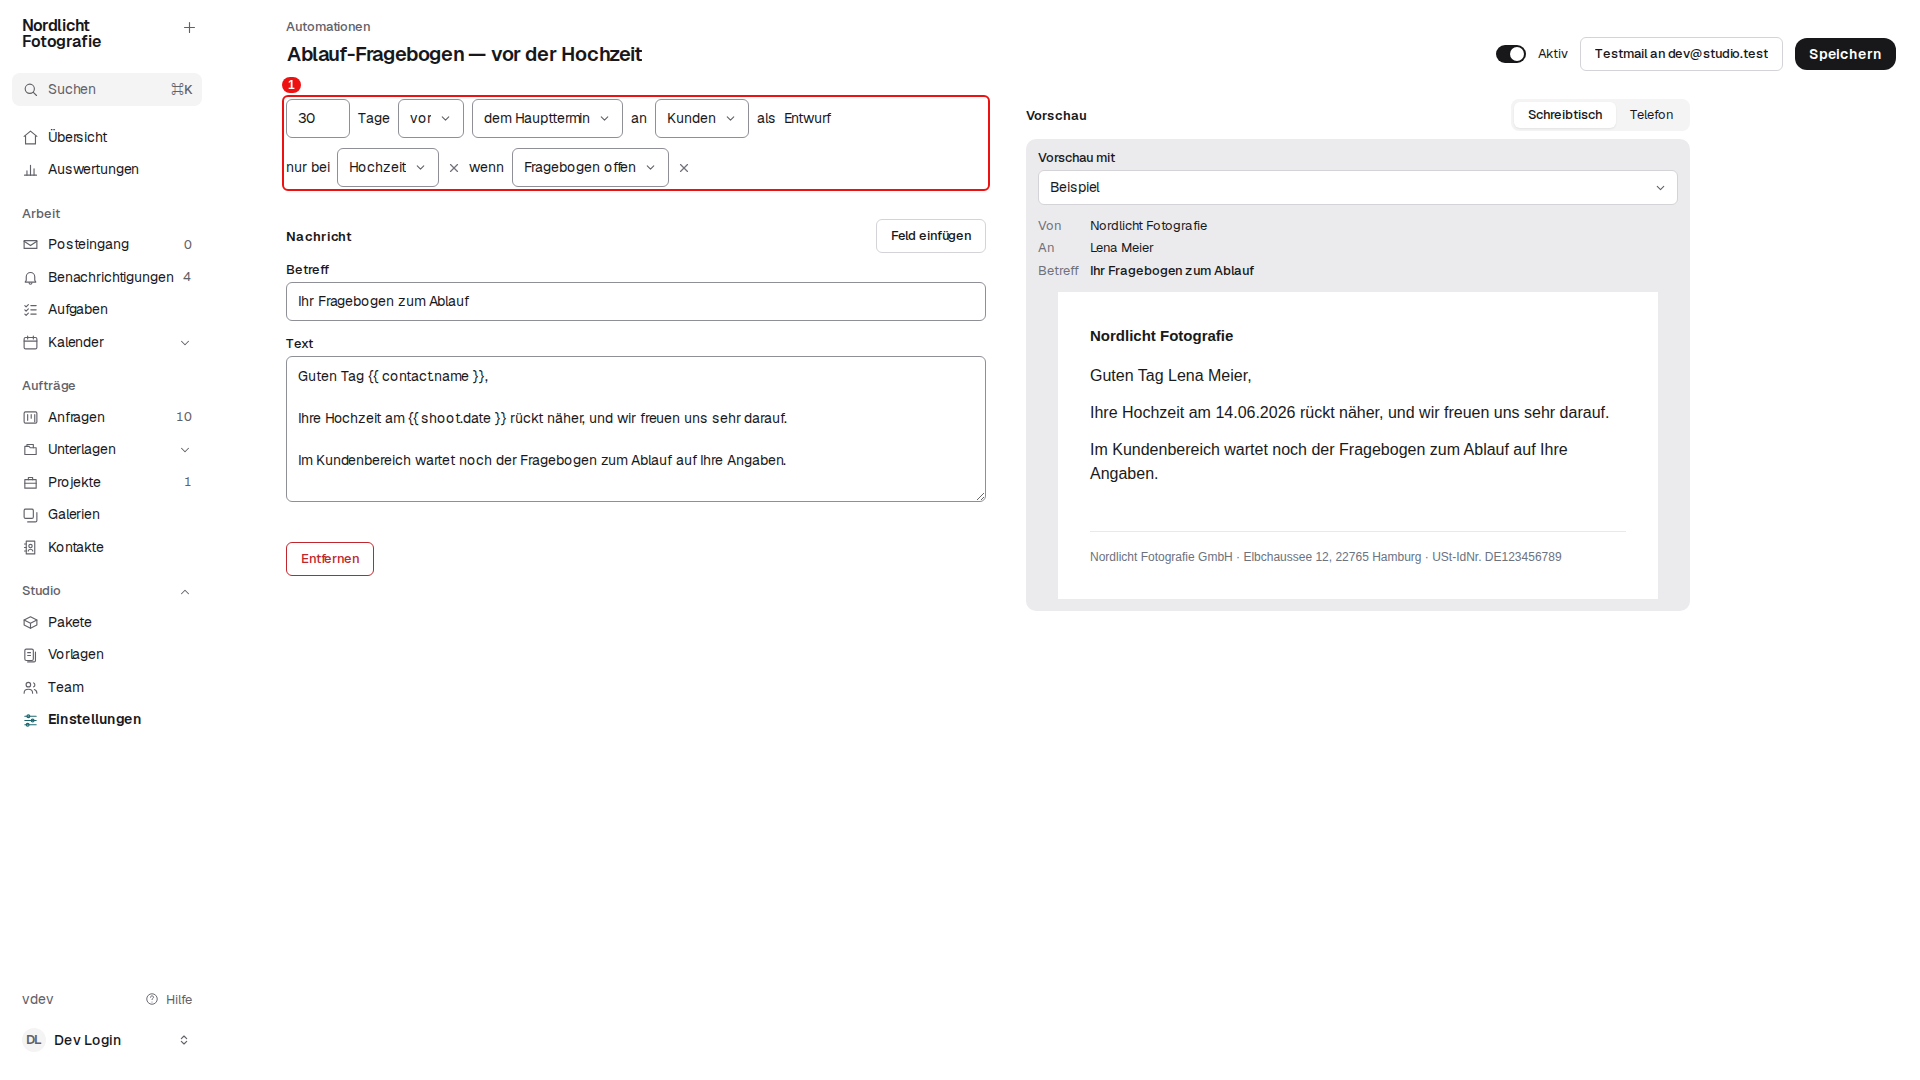 Nordlicht
Fotografie
Suchen ⌘K
Übersicht
Auswertungen
Arbeit
Posteingang 0
Benachrichtigungen 4
Aufgaben
Kalender
Aufträge
Anfragen 10
Unterlagen
Projekte 1
Galerien
Kontakte
Studio
Pakete
Vorlagen
Team
Einstellungen
vdev Hilfe
DL Dev Login
Automationen
Ablauf-Fragebogen — vor der Hochzeit
Aktiv Testmail an dev@studio.test Speichern
1
30 Tage vor dem Haupttermin an Kunden als Entwurf
nur bei Hochzeit × wenn Fragebogen offen ×
Nachricht Feld einfügen
Betreff
Ihr Fragebogen zum Ablauf
Text
Guten Tag {{ contact.name }},
Ihre Hochzeit am {{ shoot.date }} rückt näher, und wir freuen uns sehr darauf.
Im Kundenbereich wartet noch der Fragebogen zum Ablauf auf Ihre Angaben.
Entfernen
Vorschau Schreibtisch Telefon
Vorschau mit
Beispiel
Von Nordlicht Fotografie
An Lena Meier
Betreff Ihr Fragebogen zum Ablauf
Nordlicht Fotografie
Guten Tag Lena Meier,
Ihre Hochzeit am 14.06.2026 rückt näher, und wir freuen uns sehr darauf.
Im Kundenbereich wartet noch der Fragebogen zum Ablauf auf Ihre
Angaben.
Nordlicht Fotografie GmbH · Elbchaussee 12, 22765 Hamburg · USt-IdNr. DE123456789